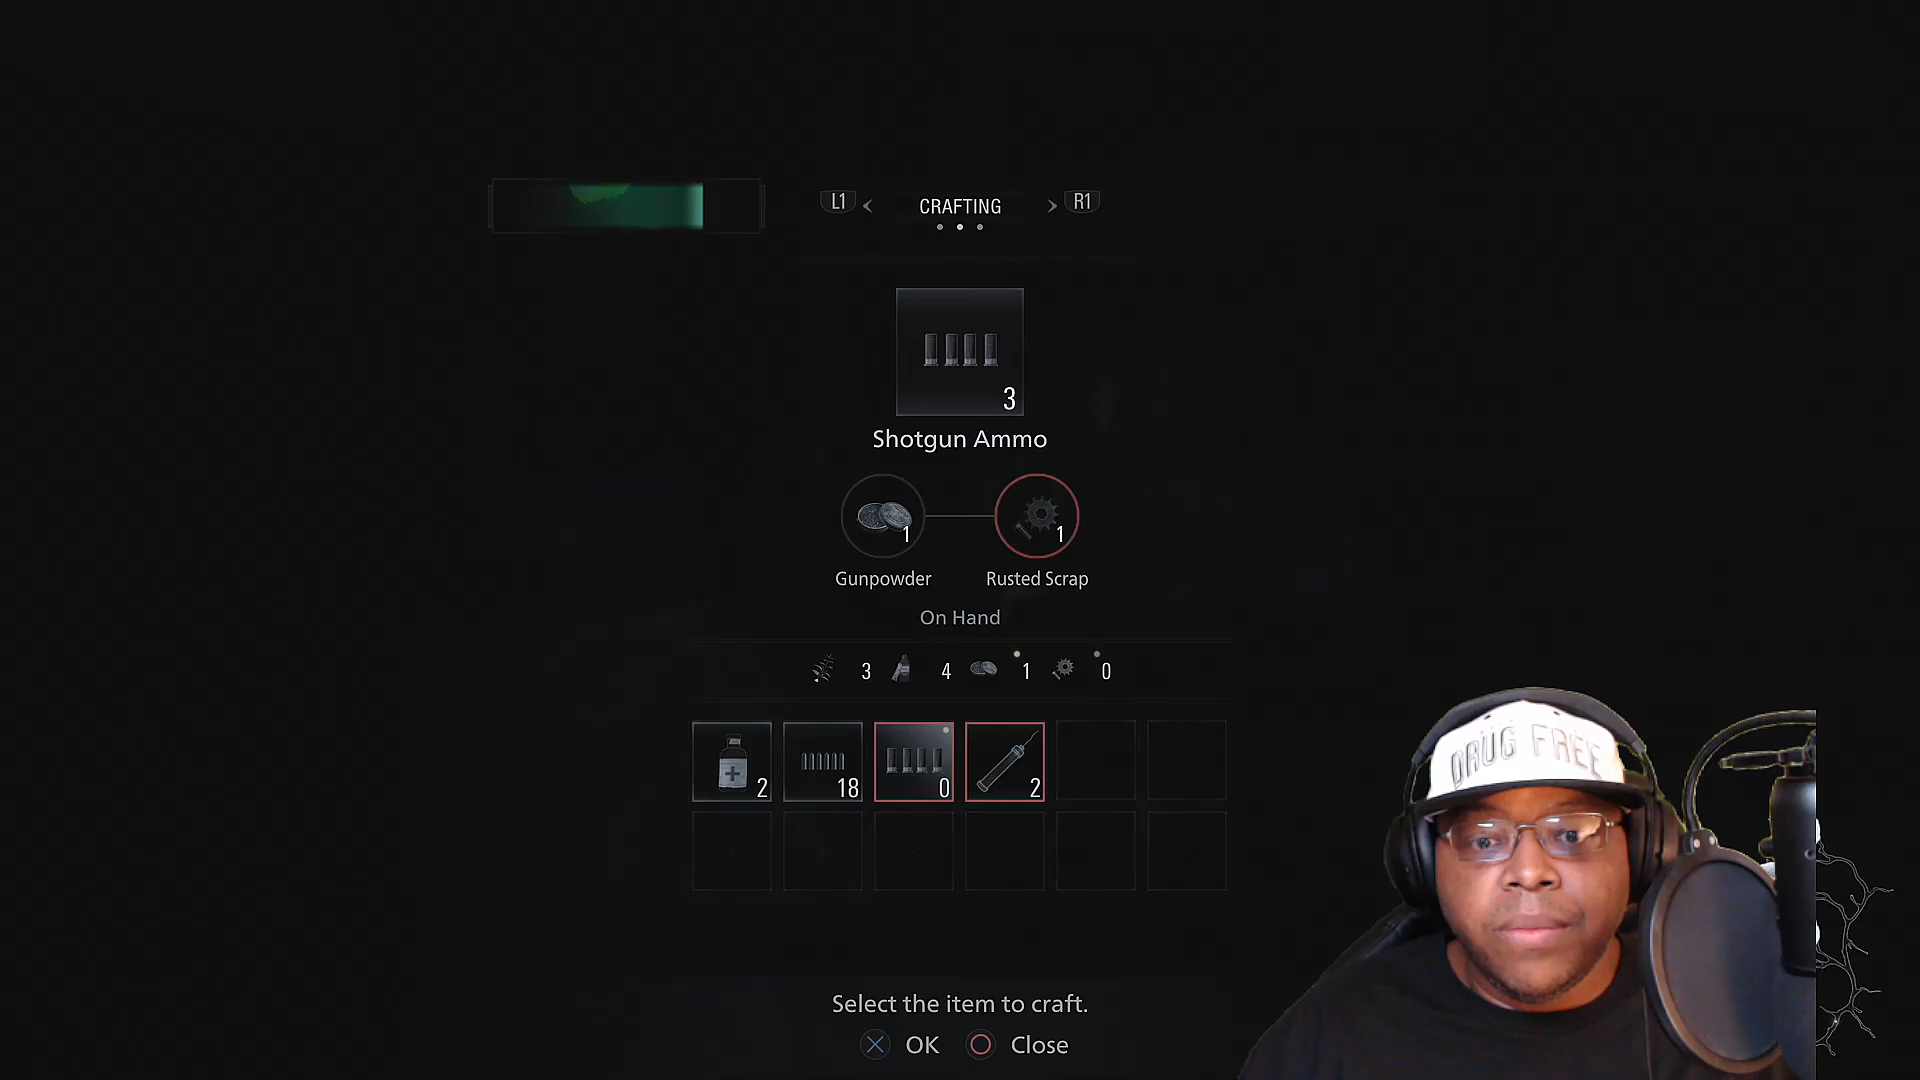 L1 < CRAFTING > R1
3
Shotgun Ammo
1 1
Gunpowder Rusted Scrap
On Hand
3 4 1 0
2 18 0 2
DRUG FREE
Select the item to craft.
OK Close